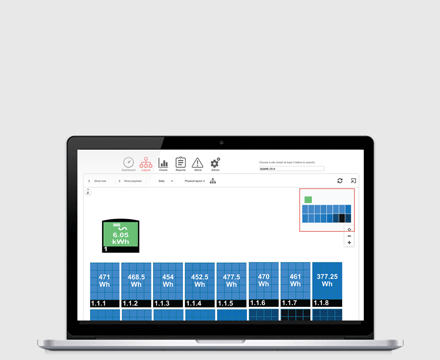 Dashboard Layout Charts Reports Alerts Admin
6.05
kWh
1
471
Wh
468.5
Wh
454
Wh
452.5
Wh
477.5
Wh
470
Wh
461
Wh
377.25
Wh
1.1.1
1.1.2
1.1.3
1.1.4
1.1.5
1.1.6
1.1.7
1.1.8